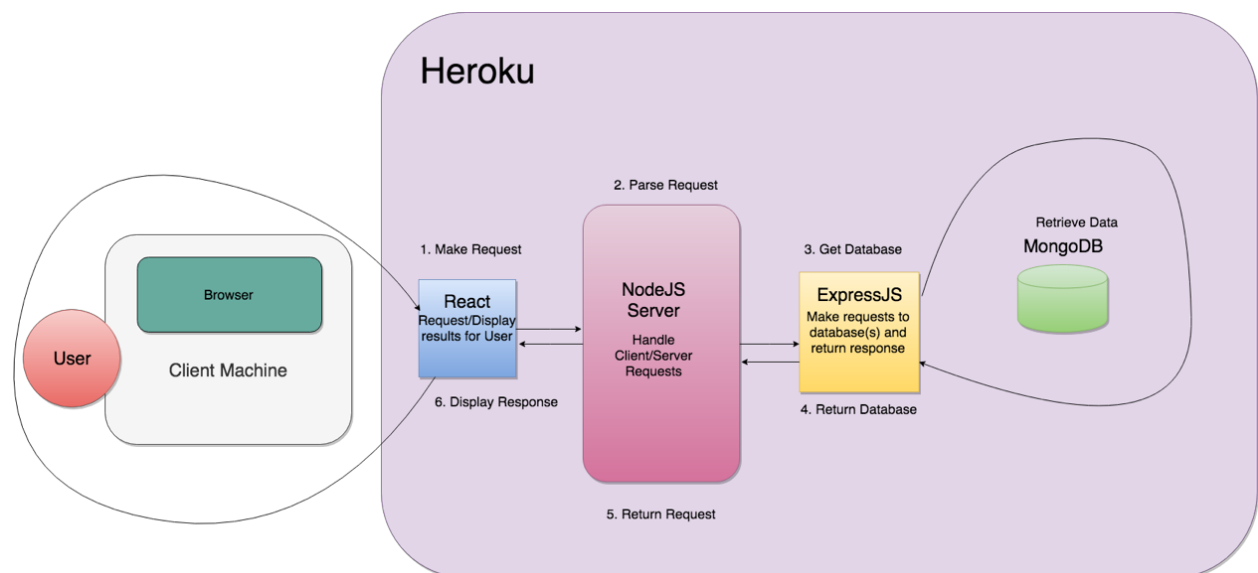 Heroku
2. Parse Request
1. Make Request
3. Get Database
Retrieve Data
MongoDB
Browser
User
Client Machine
React
Request/Display
results for User
NodeJS
Server
Handle
Client/Server
Requests
ExpressJS
Make requests to
database(s) and
return response
6. Display Response
4. Return Database
5. Return Request